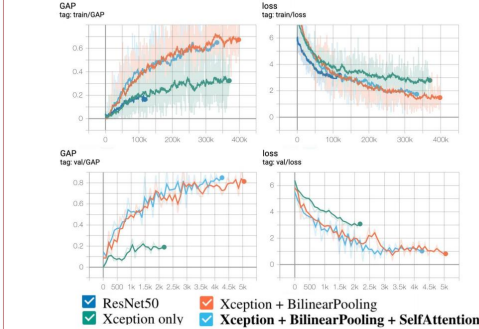 GAP
tag: train/GAP
loss
tag: train/loss
0.6
0.4
0.2
0
0
100k
200k
300k
400k
6
4
2
0
0
100k
200k
300k
400k
GAP
tag: val/GAP
loss
tag: val/loss
0.8
0.6
0.4
0.2
0
0 500 1k 1.5k 2k 2.5k 3k 3.5k 4k 4.5k 5k
6
4
2
0
0 500 1k 1.5k 2k 2.5k 3k 3.5k 4k 4.5k 5k
ResNet50
Xception + BilinearPooling
Xception only
Xception + BilinearPooling + SelfAttention